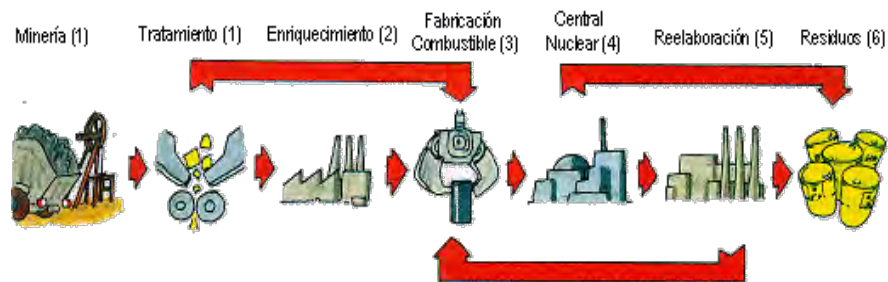 Minería (1)
Tratamiento (1)
Enriquecimiento (2)
Fabricación
Combustible (3)
Central
Nuclear (4)
Reelaboración (5)
Residuos (6)